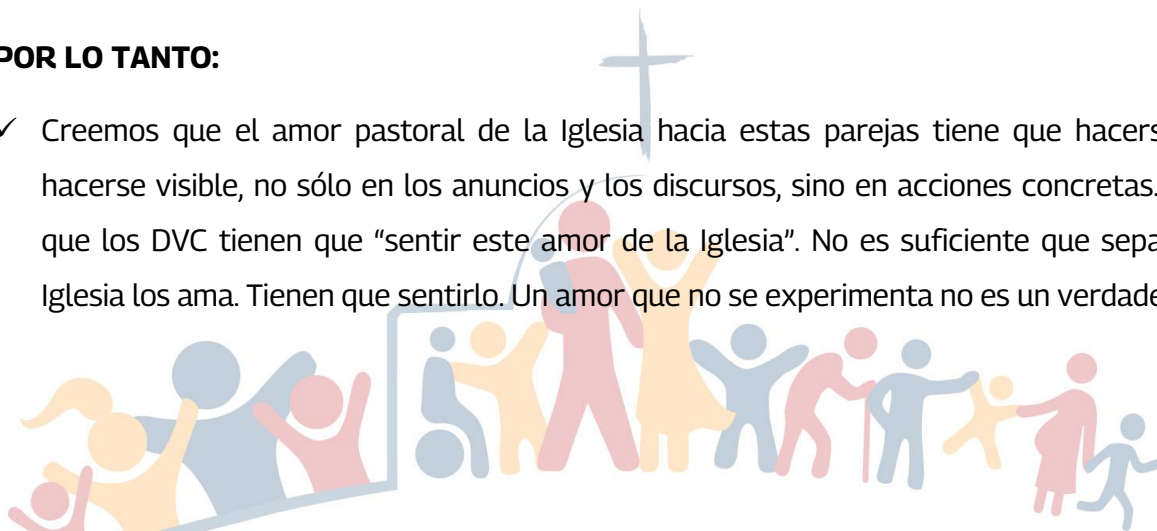 POR LO TANTO:
✓ Creemos que el amor pastoral de la Iglesia hacia estas parejas tiene que hacers
hacerse visible, no sólo en los anuncios y los discursos, sino en acciones concretas.
que los DVC tienen que “sentir este amor de la Iglesia”. No es suficiente que sepa
Iglesia los ama. Tienen que sentirlo. Un amor que no se experimenta no es un verdade